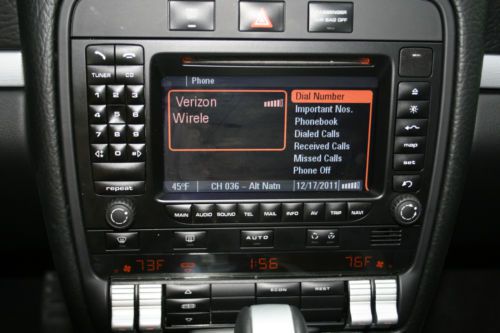 PASSENGER
AIR BAG OFF
TUNER CD
Phone
Verizon
Wirele
Dial Number
Important Nos.
Phonebook
Dialed Calls
Received Calls
Missed Calls
Phone Off
45°F CH 036 - Alt Natn 12/17/2011
map
set
repeat
MAIN AUDIO SOUND TEL MAIL INFO AV TRIP NAVI
AUTO
73F 1:56 76F
ECON REST